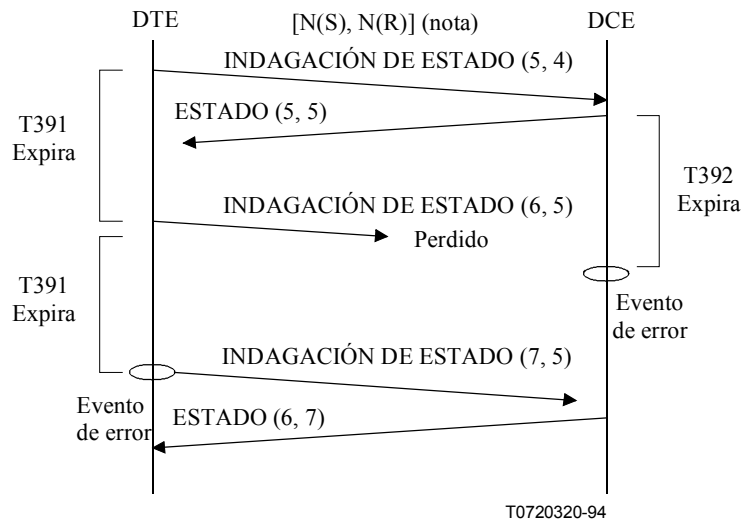 DTE [N(S), N(R)] (nota) DCE
INDAGACIÓN DE ESTADO (5, 4)
ESTADO (5, 5)
T391
Expira
T392
Expira
INDAGACIÓN DE ESTADO (6, 5)
Perdido
T391
Expira
Evento
de error
INDAGACIÓN DE ESTADO (7, 5)
Evento
de error
ESTADO (6, 7)
T0720320-94